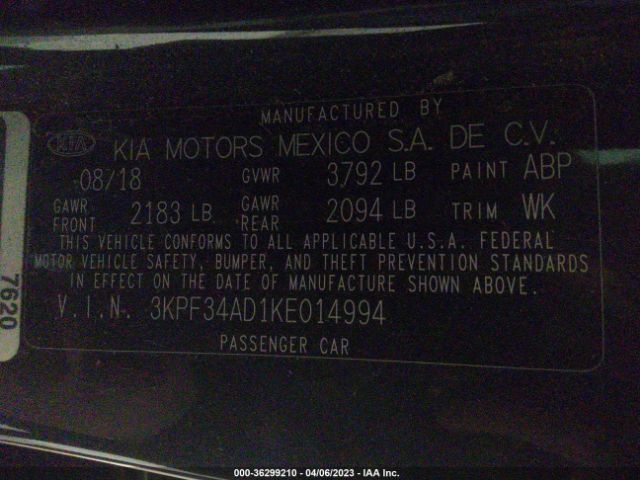 MANUFACTURED BY
KIA KIA MOTORS MEXICO S.A. DE C.V.
08/18 GVWR 3792 LB PAINT ABP
GAWR FRONT 2183 LB GAWR REAR 2094 LB TRIM WK
THIS VEHICLE CONFORMS TO ALL APPLICABLE U.S.A. FEDERAL
MOTOR VEHICLE SAFETY, BUMPER, AND THEFT PREVENTION STANDARDS
IN EFFECT ON THE DATE OF MANUFACTURE SHOWN ABOVE.
V.I.N. 3KPF34AD1KE014994
PASSENGER CAR
7620
000-36299210 - 04/06/2023 - IAA Inc.